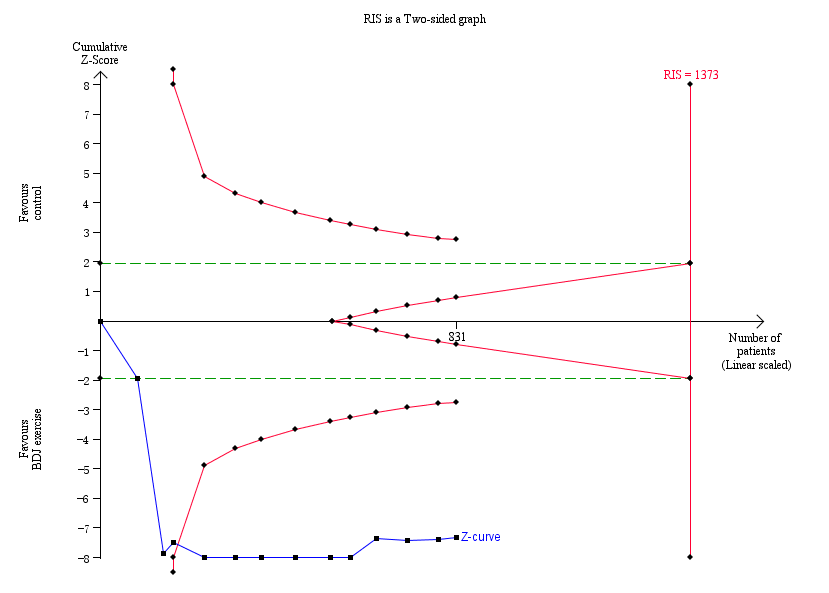 RIS is a Two-sided graph
Cumulative
Z-Score
RIS = 1373
8
7
6
5
4
3
2
1
−1
−2
−3
−4
−5
−6
−7
−8
Favours
control
Favours
BDJ exercise
831
Number of
patients
(Linear scaled)
Z-curve